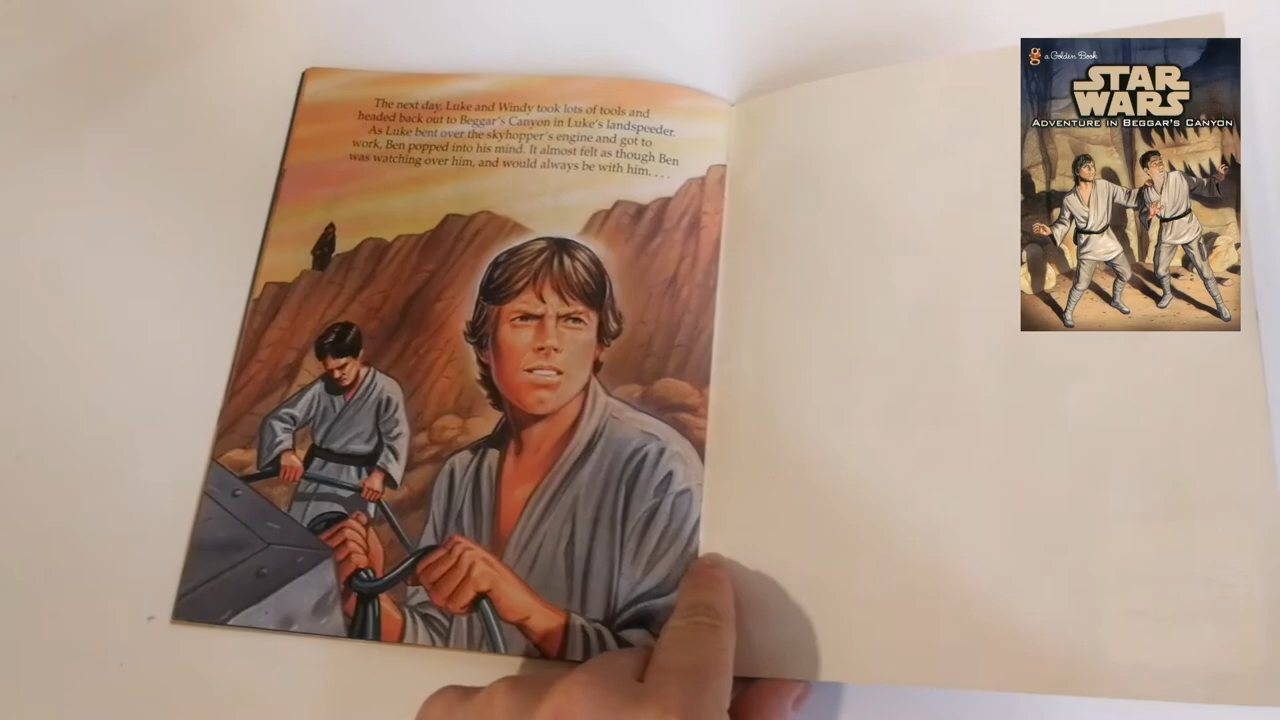 The next day, Luke and Windy took lots of tools and
headed back out to Beggar's Canyon in Luke's landspeeder.
As Luke bent over the skyhopper's engine and got to
work, Ben popped into his mind. It almost felt as though Ben
was watching over him, and would always be with him. . . .
a Golden Book
STAR
WARS
ADVENTURE IN BEGGAR'S CANYON